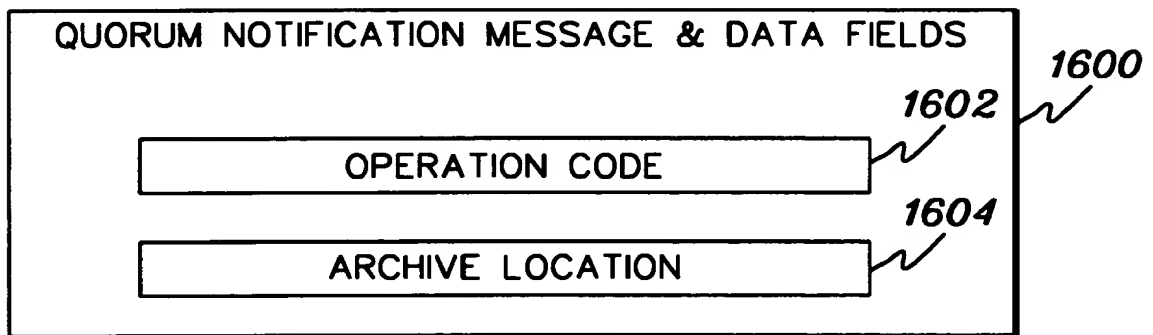 QUORUM NOTIFICATION MESSAGE & DATA FIELDS
1600
1602
OPERATION CODE
1604
ARCHIVE LOCATION